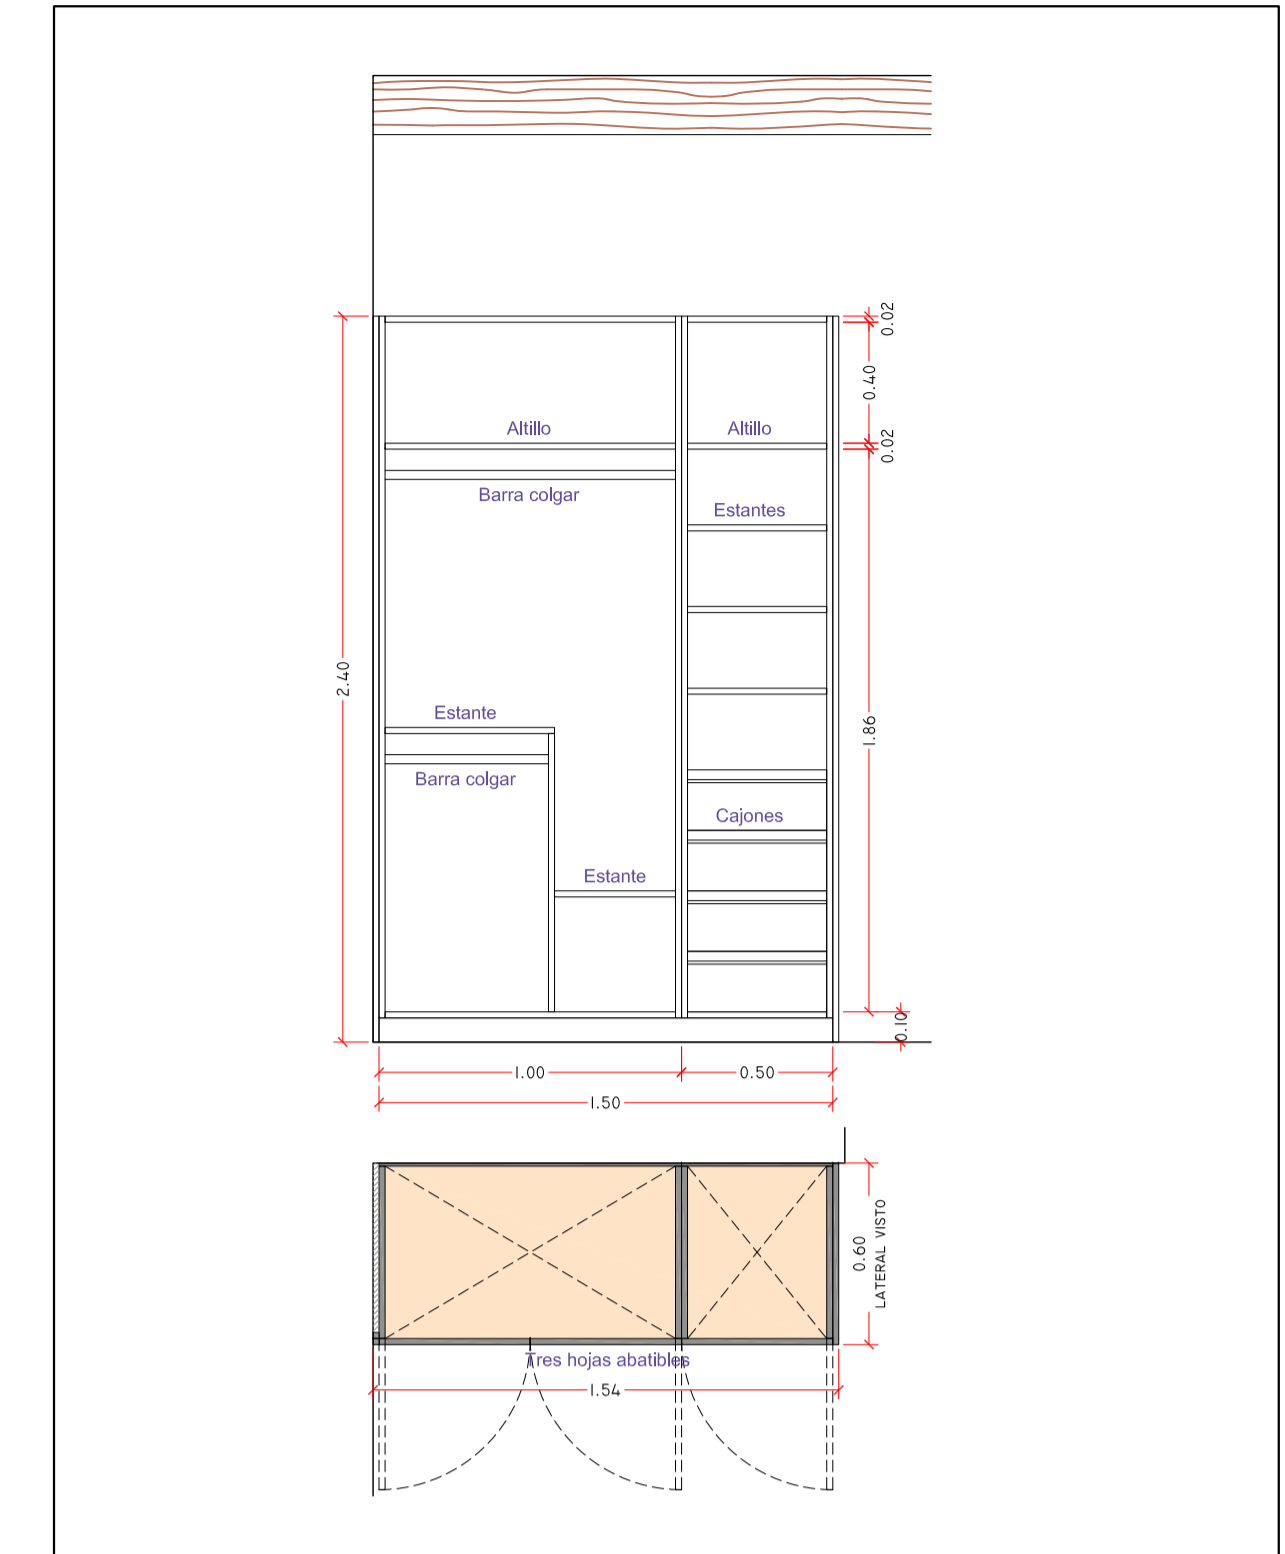 0.02
0.40
Altillo
Altillo
0.02
Barra colgar
Estantes
2.40
Estante
1.86
Barra colgar
Cajones
Estante
0.10
1.00
0.50
1.50
0.60
LATERAL VISTO
Tres hojas abatibles
1.54